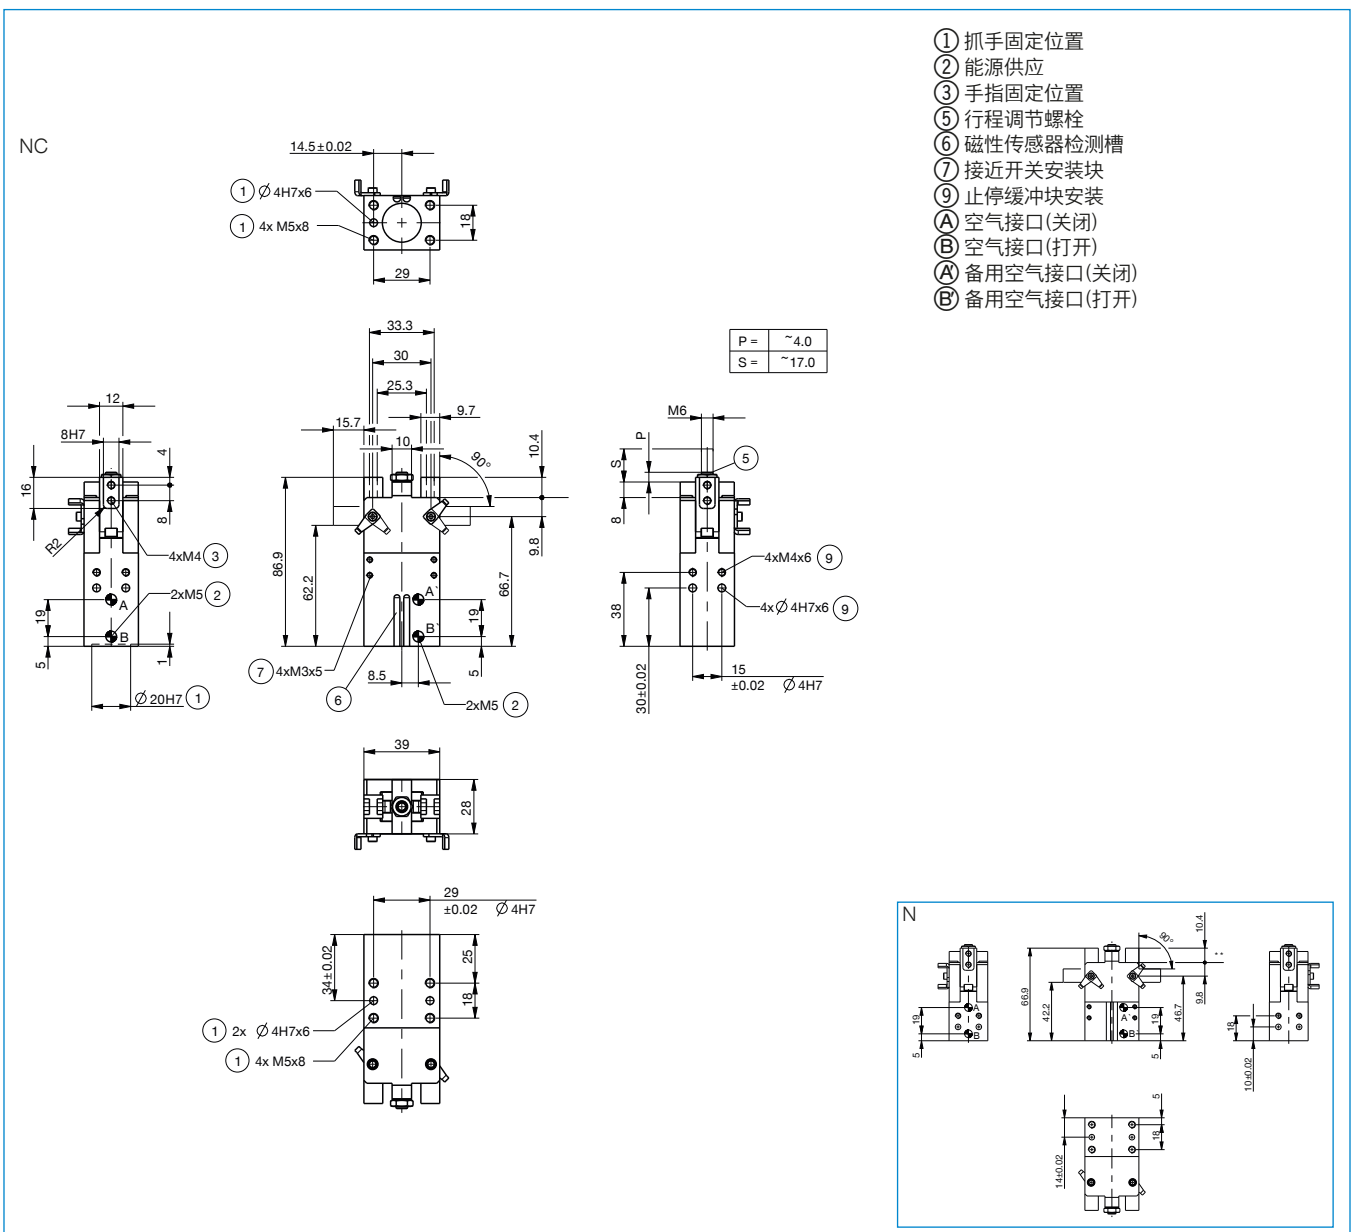 ① 抓手固定位置
② 能源供应
③ 手指固定位置
⑤ 行程调节螺栓
⑥ 磁性传感器检测槽
⑦ 接近开关安装块
⑨ 止停缓冲块安装
Ⓐ 空气接口(关闭)
Ⓑ 空气接口(打开)
A' 备用空气接口(关闭)
B' 备用空气接口(打开)
NC
14.5±0.02
① Ø 4H7x6
① 4x M5x8
18
29
P = ~4.0
S = ~17.0
12
8H7
4
16
8
R2
4xM4 ③
2xM5 ②
A
B
19
5
1
Ø 20H7 ①
33.3
30
25.3
9.7
15.7
10
90°
10.4
9.8
86.9
62.2
66.7
A`
B`
19
5
⑦ 4xM3x5
⑥
8.5
2xM5 ②
M6
P
S
8
⑤
4xM4x6 ⑨
4xØ 4H7x6 ⑨
38
30±0.02
15
±0.02 Ø 4H7
39
28
29
±0.02 Ø 4H7
34±0.02
25
18
① 2x Ø 4H7x6
① 4x M5x8
N
A
B
19
5
90°
10.4
**
9.8
66.9
42.2
46.7
A`
B`
19
5
18
10±0.02
5
18
14±0.02